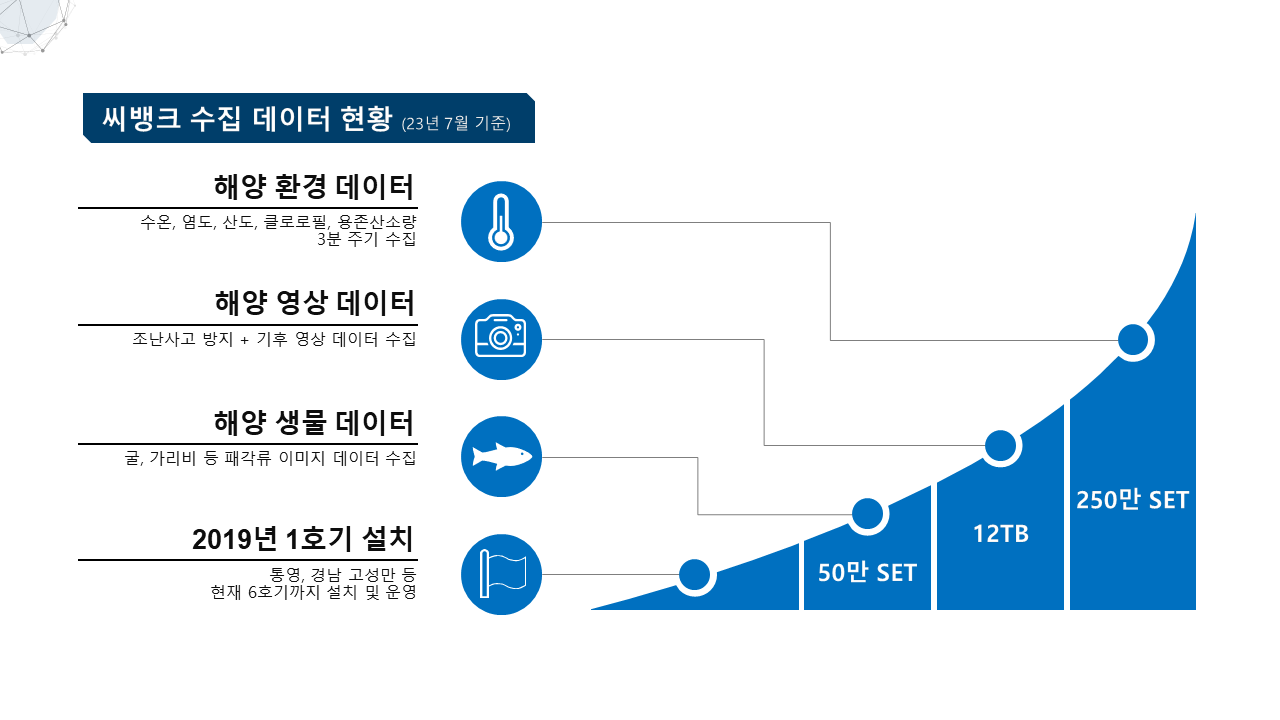 씨뱅크 수집 데이터 현황 (23년 7월 기준)
해양 환경 데이터
수온, 염도, 산도, 클로로필, 용존산소량
3분 주기 수집
해양 영상 데이터
조난사고 방지 + 기후 영상 데이터 수집
해양 생물 데이터
굴, 가리비 등 패각류 이미지 데이터 수집
2019년 1호기 설치
통영, 경남 고성만 등
현재 6호기까지 설치 및 운영
50만 SET
12TB
250만 SET